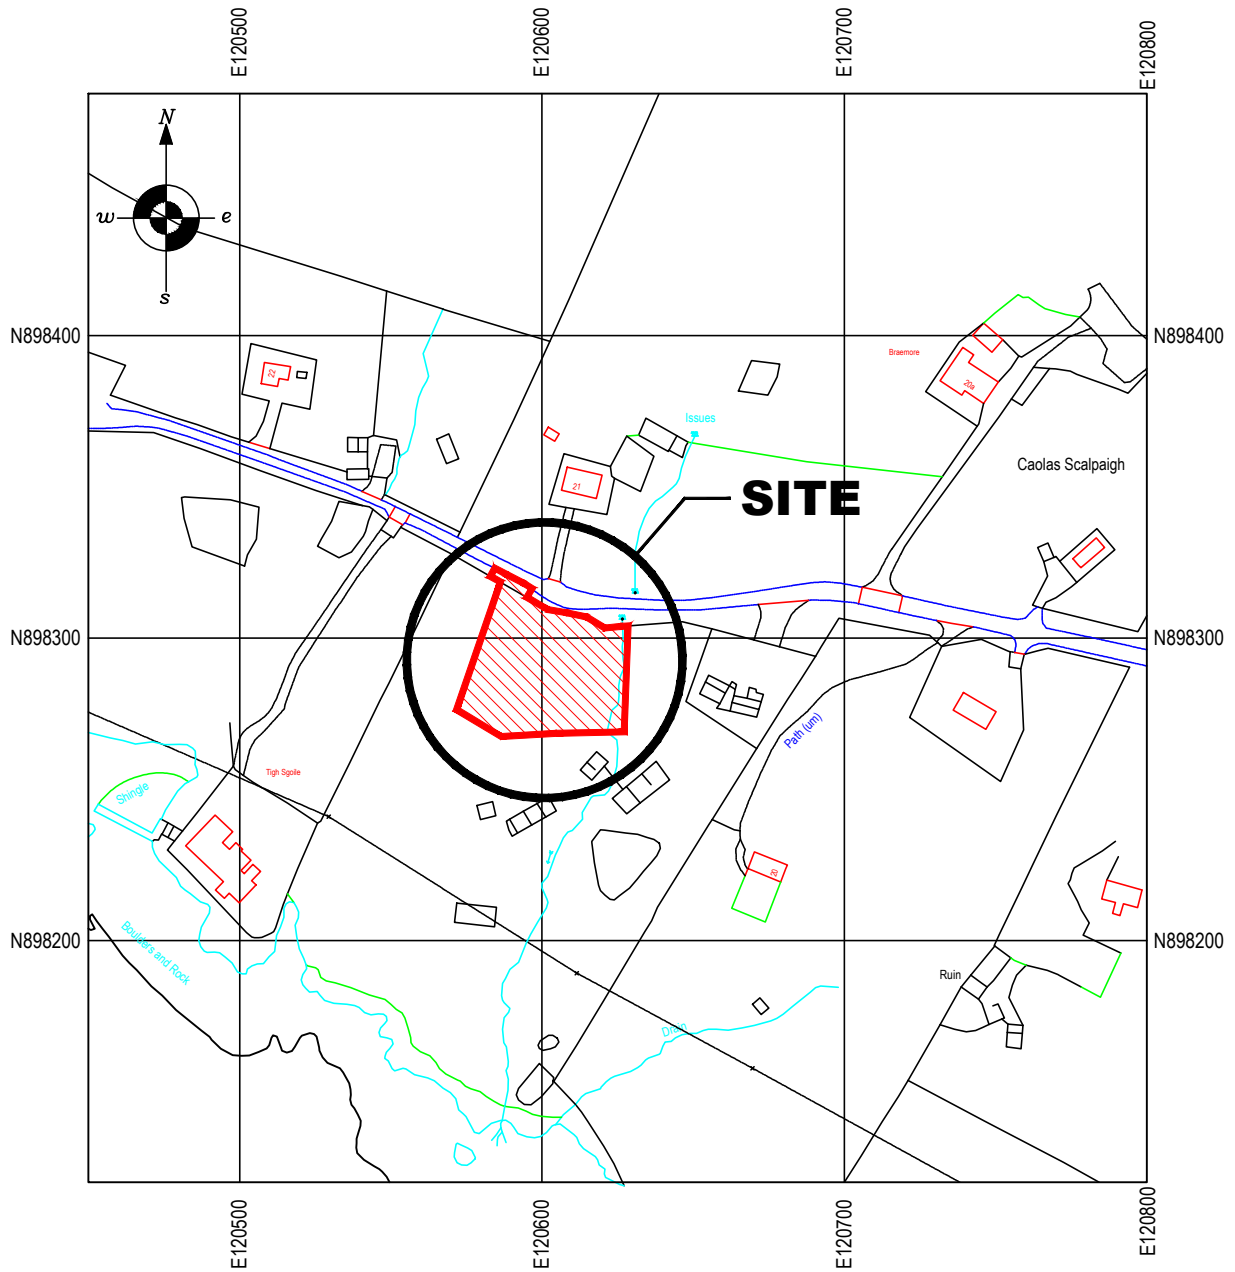 E120500
E120600
E120700
E120800
N
w
e
s
N898400
N898400
Braemore
20a
22
Issues
Caolas Scalpaigh
21
SITE
N898300
N898300
Path (um)
Tigh Sgoile
Shingle
20
Boulders and Rock
N898200
N898200
Ruin
Drain
E120500
E120600
E120700
E120800